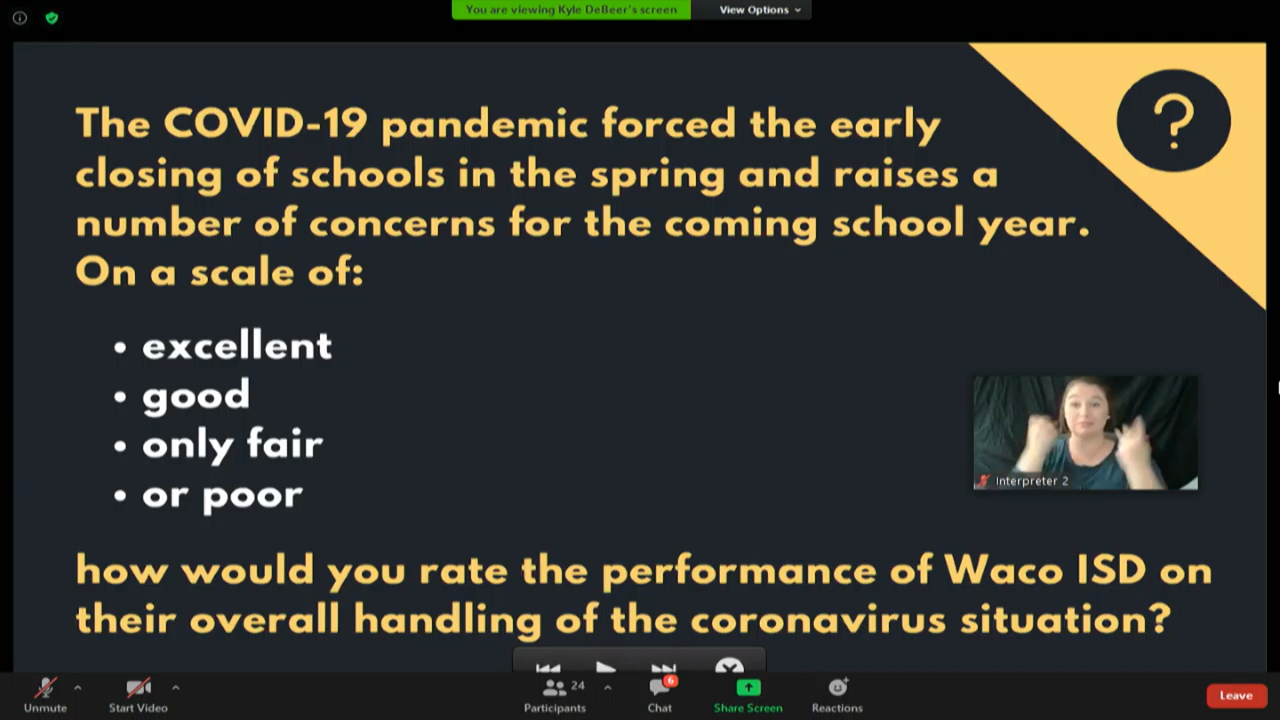 You are viewing Kyle DeBeer's screen
View Options
?
The COVID-19 pandemic forced the early
closing of schools in the spring and raises a
number of concerns for the coming school year.
On a scale of:
• excellent
• good
• only fair
• or poor
Interpreter 2
how would you rate the performance of Waco ISD on
their overall handling of the coronavirus situation?
Unmute
Start Video
24
Participants
6
Chat
Share Screen
Reactions
Leave